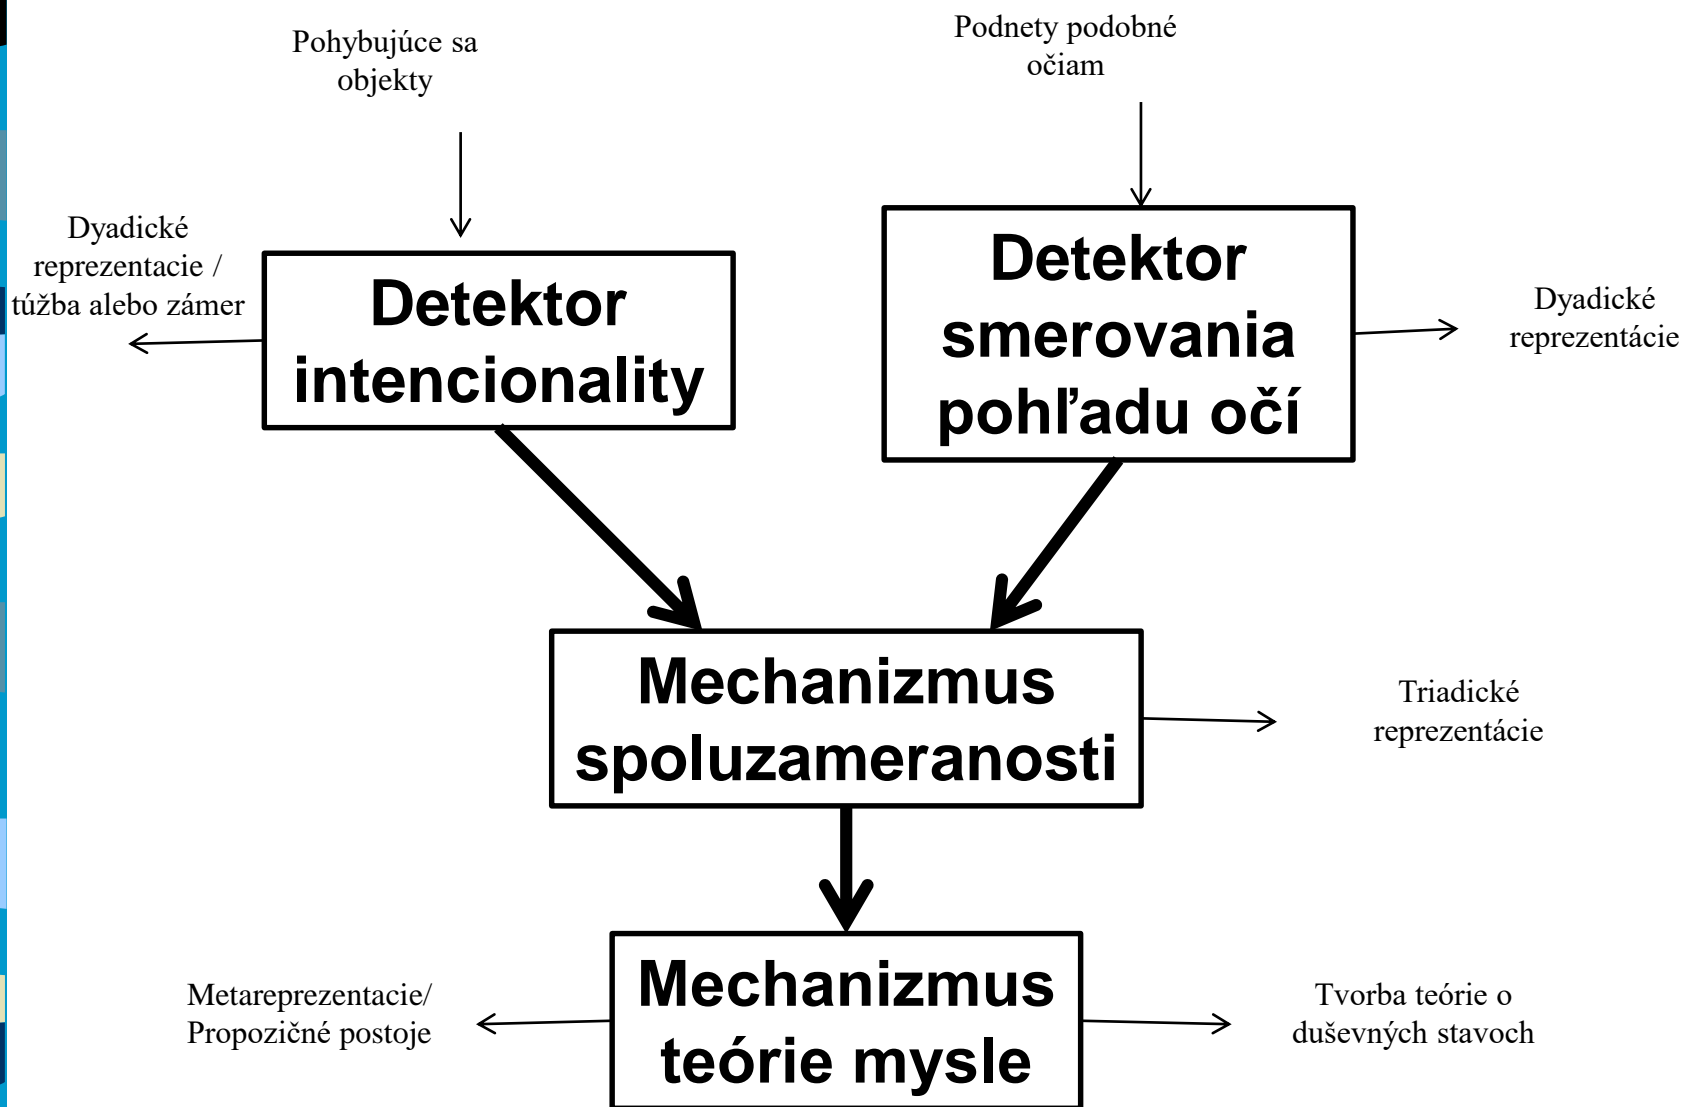 Pohybujúce sa
objekty
Podnety podobné
očiam
Dyadické
reprezentacie /
túžba alebo zámer
Detektor
intencionality
Detektor
smerovania
pohľadu očí
Dyadické
reprezentácie
Mechanizmus
spoluzameranosti
Triadické
reprezentácie
Metareprezentacie/
Propozičné postoje
Mechanizmus
teórie mysle
Tvorba teórie o
duševných stavoch